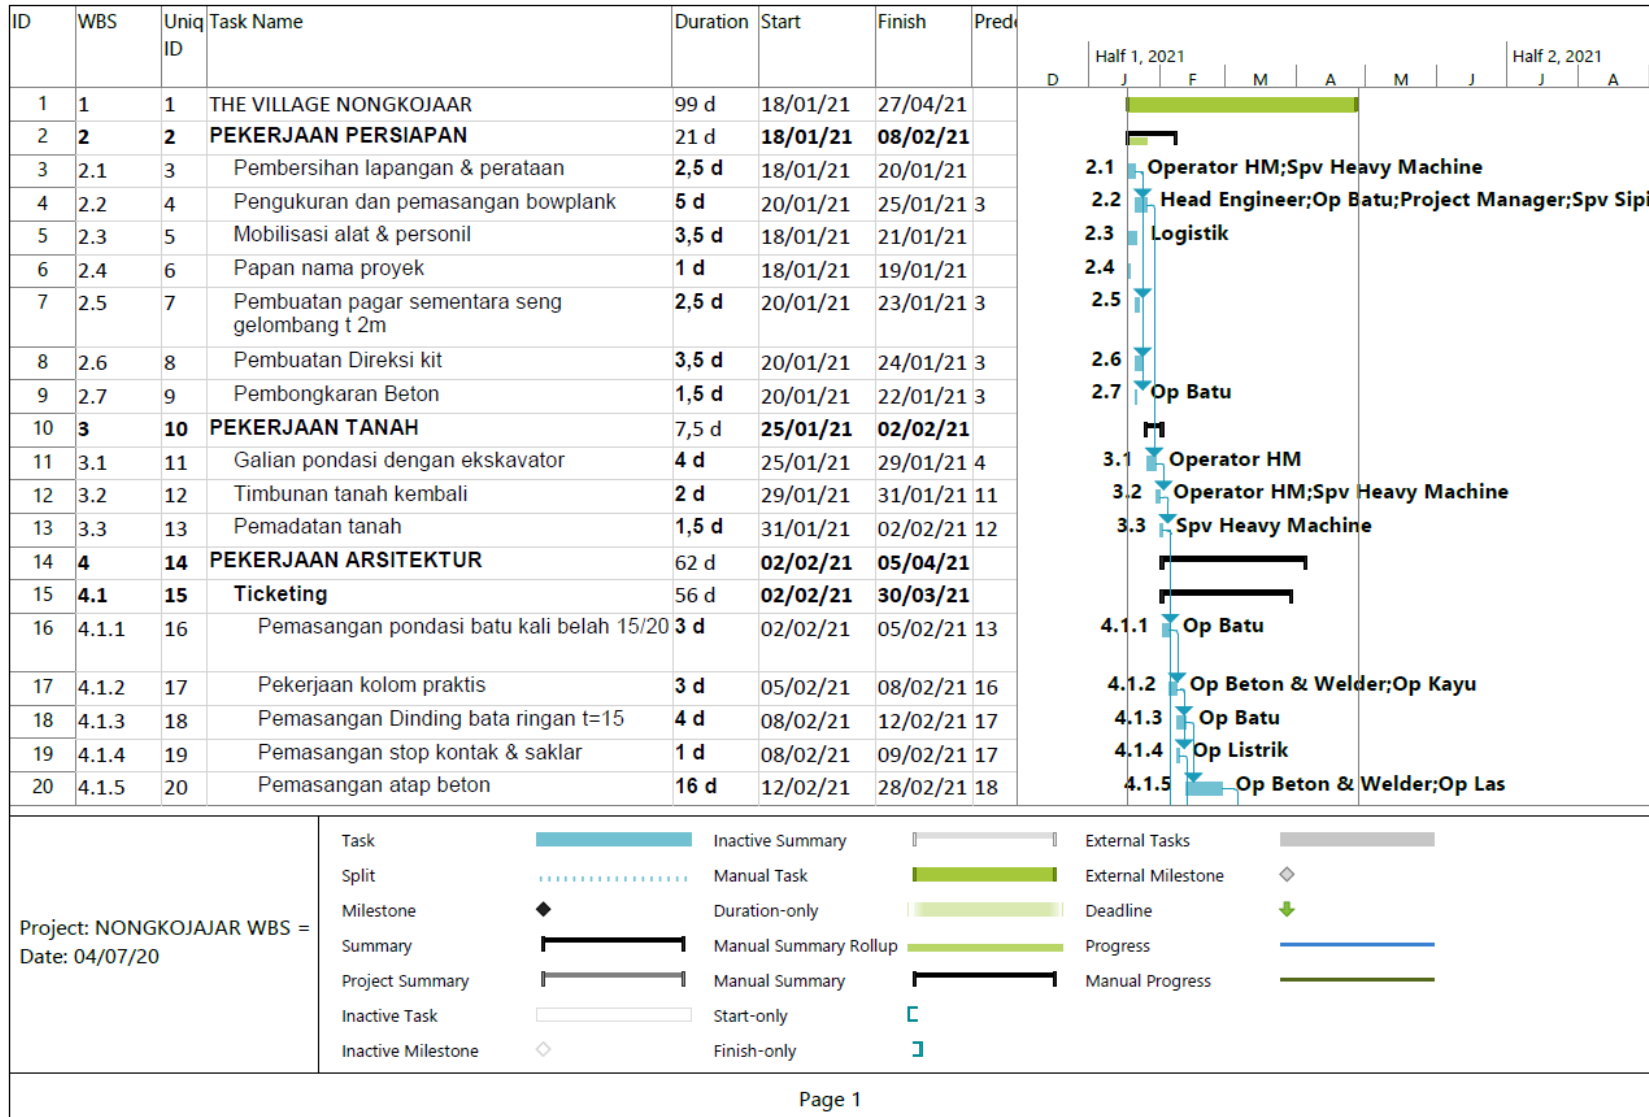 ID WBS Uniq ID Task Name Duration Start Finish Prede
Half 1, 2021 Half 2, 2021
D J F M A M J J A
1 1 1 THE VILLAGE NONGKOJAAR 99 d 18/01/21 27/04/21
2 2 2 PEKERJAAN PERSIAPAN 21 d 18/01/21 08/02/21
3 2.1 3 Pembersihan lapangan & perataan 2,5 d 18/01/21 20/01/21 2.1 Operator HM;Spv Heavy Machine
4 2.2 4 Pengukuran dan pemasangan bowplank 5 d 20/01/21 25/01/21 3 2.2 Head Engineer;Op Batu;Project Manager;Spv Sipi
5 2.3 5 Mobilisasi alat & personil 3,5 d 18/01/21 21/01/21 2.3 Logistik
6 2.4 6 Papan nama proyek 1 d 18/01/21 19/01/21 2.4
7 2.5 7 Pembuatan pagar sementara seng 2,5 d 20/01/21 23/01/21 3 2.5
gelombang t 2m
8 2.6 8 Pembuatan Direksi kit 3,5 d 20/01/21 24/01/21 3 2.6
9 2.7 9 Pembongkaran Beton 1,5 d 20/01/21 22/01/21 3 2.7 Op Batu
10 3 10 PEKERJAAN TANAH 7,5 d 25/01/21 02/02/21
11 3.1 11 Galian pondasi dengan ekskavator 4 d 25/01/21 29/01/21 4 3.1 Operator HM
12 3.2 12 Timbunan tanah kembali 2 d 29/01/21 31/01/21 11 3.2 Operator HM;Spv Heavy Machine
13 3.3 13 Pemadatan tanah 1,5 d 31/01/21 02/02/21 12 3.3 Spv Heavy Machine
14 4 14 PEKERJAAN ARSITEKTUR 62 d 02/02/21 05/04/21
15 4.1 15 Ticketing 56 d 02/02/21 30/03/21
16 4.1.1 16 Pemasangan pondasi batu kali belah 15/20 3 d 02/02/21 05/02/21 13 4.1.1 Op Batu
17 4.1.2 17 Pekerjaan kolom praktis 3 d 05/02/21 08/02/21 16 4.1.2 Op Beton & Welder;Op Kayu
18 4.1.3 18 Pemasangan Dinding bata ringan t=15 4 d 08/02/21 12/02/21 17 4.1.3 Op Batu
19 4.1.4 19 Pemasangan stop kontak & saklar 1 d 08/02/21 09/02/21 17 4.1.4 Op Listrik
20 4.1.5 20 Pemasangan atap beton 16 d 12/02/21 28/02/21 18 4.1.5 Op Beton & Welder;Op Las
Project: NONGKOJAJAR WBS =
Date: 04/07/20
Task Inactive Summary External Tasks
Split Manual Task External Milestone
Milestone Duration-only Deadline
Summary Manual Summary Rollup Progress
Project Summary Manual Summary Manual Progress
Inactive Task Start-only
Inactive Milestone Finish-only
Page 1